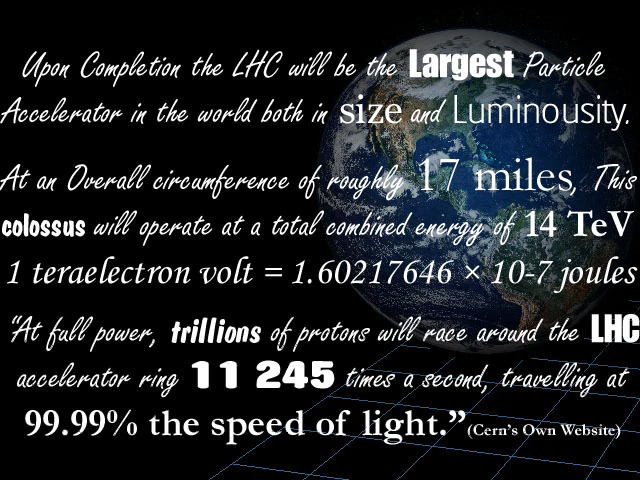 Upon Completion the LHC will be the Largest Particle
Accelerator in the world both in size and Luminousity.
At an Overall circumference of roughly 17 miles, This
colossus will operate at a total combined energy of 14 TeV
1 teraelectron volt = 1.60217646 × 10-7 joules
“At full power, trillions of protons will race around the LHC
accelerator ring 11 245 times a second, travelling at
99.99% the speed of light.” (Cern's Own Website)